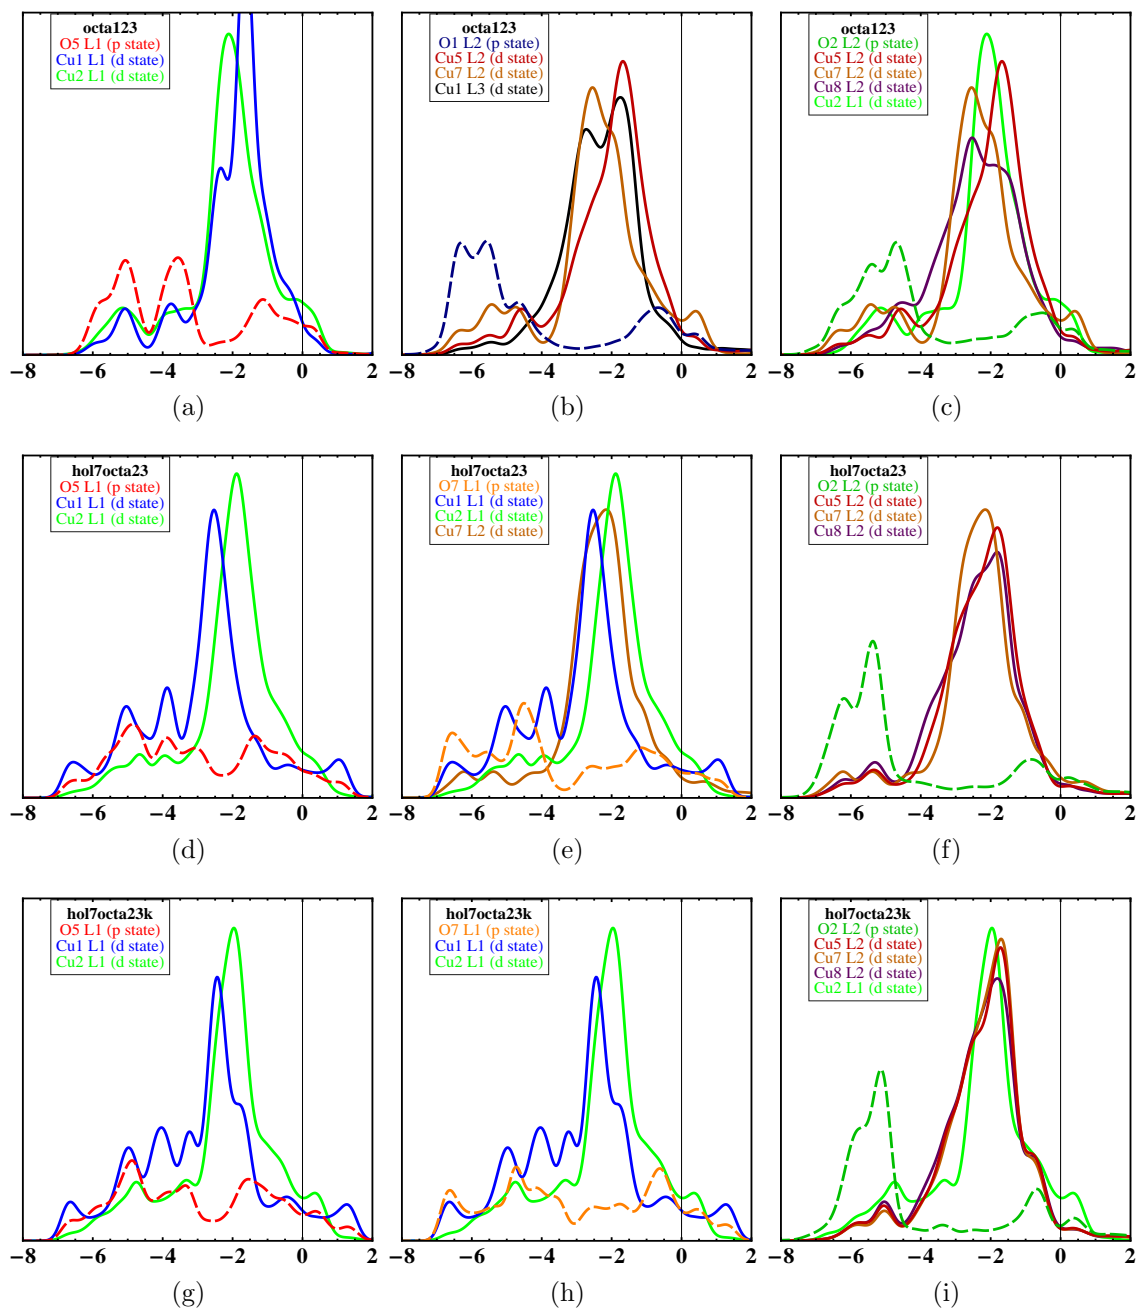 octa123
O5 L1 (p state)
Cu1 L1 (d state)
Cu2 L1 (d state)
−8 −6 −4 −2 0 2
(a)
octa123
O1 L2 (p state)
Cu5 L2 (d state)
Cu7 L2 (d state)
Cu1 L3 (d state)
−8 −6 −4 −2 0 2
(b)
octa123
O2 L2 (p state)
Cu5 L2 (d state)
Cu7 L2 (d state)
Cu8 L2 (d state)
Cu2 L1 (d state)
−8 −6 −4 −2 0 2
(c)
hol7octa23
O5 L1 (p state)
Cu1 L1 (d state)
Cu2 L1 (d state)
−8 −6 −4 −2 0 2
(d)
hol7octa23
O7 L1 (p state)
Cu1 L1 (d state)
Cu2 L1 (d state)
Cu7 L2 (d state)
−8 −6 −4 −2 0 2
(e)
hol7octa23
O2 L2 (p state)
Cu5 L2 (d state)
Cu7 L2 (d state)
Cu8 L2 (d state)
−8 −6 −4 −2 0 2
(f)
hol7octa23k
O5 L1 (p state)
Cu1 L1 (d state)
Cu2 L1 (d state)
−8 −6 −4 −2 0 2
(g)
hol7octa23k
O7 L1 (p state)
Cu1 L1 (d state)
Cu2 L1 (d state)
−8 −6 −4 −2 0 2
(h)
hol7octa23k
O2 L2 (p state)
Cu5 L2 (d state)
Cu7 L2 (d state)
Cu8 L2 (d state)
Cu2 L1 (d state)
−8 −6 −4 −2 0 2
(i)